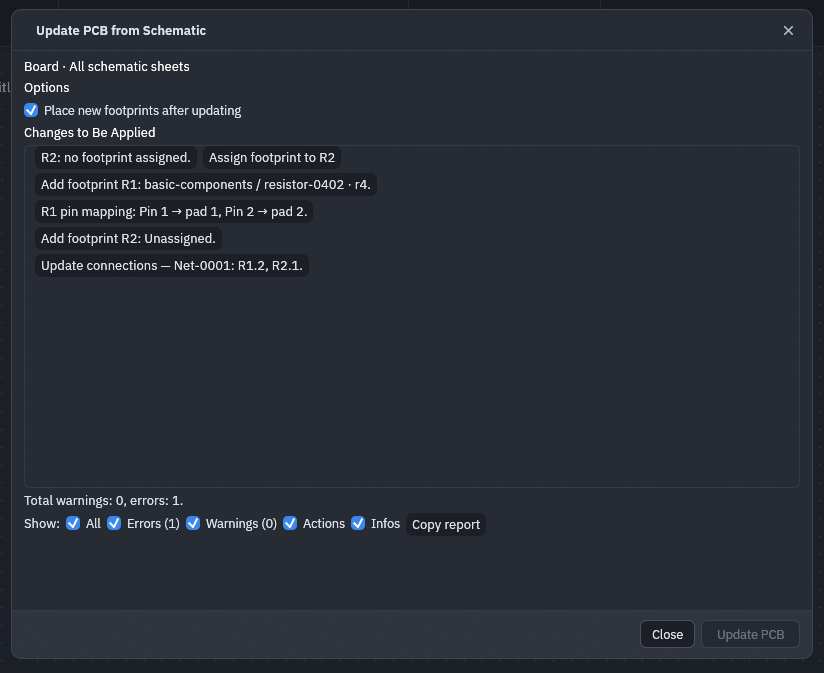 Update PCB from Schematic
Board · All schematic sheets
Options
Place new footprints after updating
Changes to Be Applied
R2: no footprint assigned. Assign footprint to R2
Add footprint R1: basic-components / resistor-0402 · r4.
R1 pin mapping: Pin 1 → pad 1, Pin 2 → pad 2.
Add footprint R2: Unassigned.
Update connections — Net-0001: R1.2, R2.1.
Total warnings: 0, errors: 1.
Show: All Errors (1) Warnings (0) Actions Infos Copy report
Close Update PCB